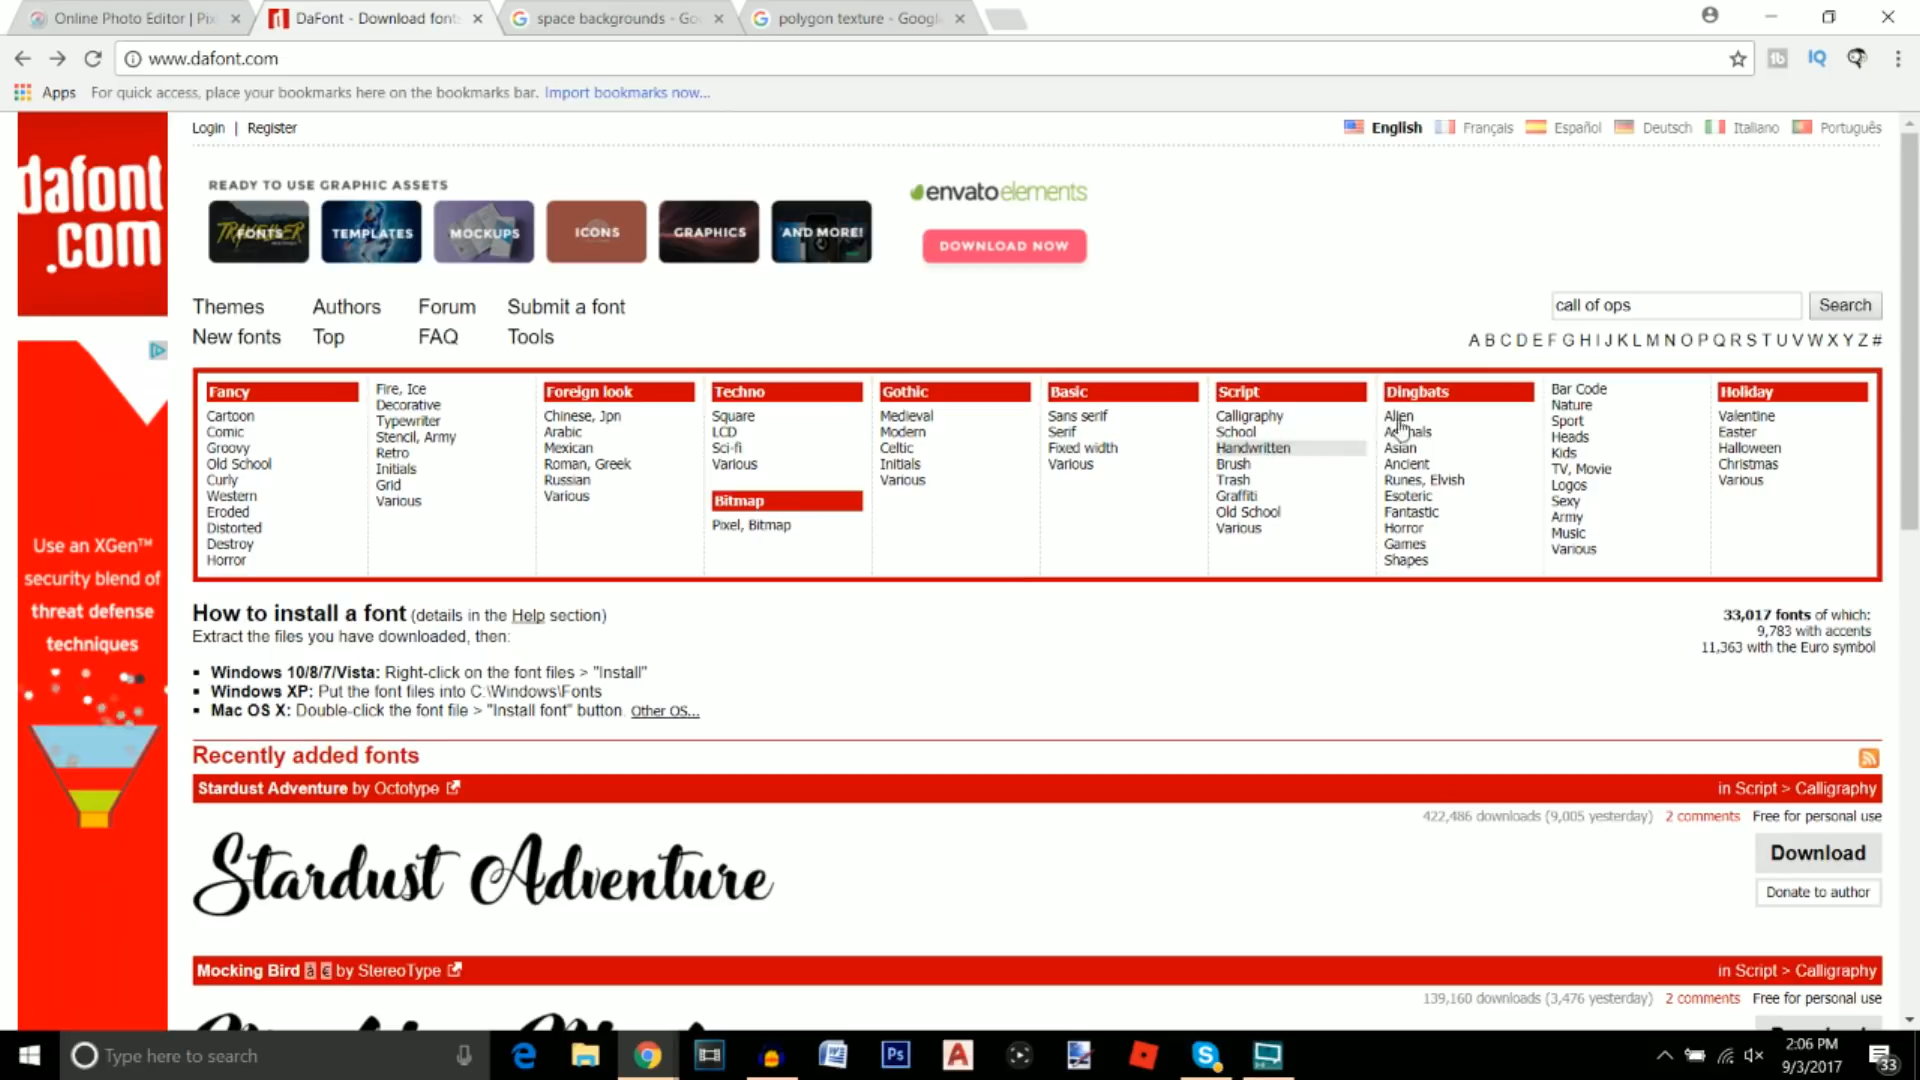 Online Photo Editor | Pix
DaFont - Download fonts
space backgrounds - Goo
polygon texture - Google
www.dafont.com
Apps For quick access, place your bookmarks here on the bookmarks bar. Import bookmarks now...
dafont
.com
Login | Register
English Français Español Deutsch Italiano Português
READY TO USE GRAPHIC ASSETS
FONTS TEMPLATES MOCKUPS ICONS GRAPHICS AND MORE!
envato elements
DOWNLOAD NOW
Themes Authors Forum Submit a font
New fonts Top FAQ Tools
call of ops Search
A B C D E F G H I J K L M N O P Q R S T U V W X Y Z #
Fancy
Cartoon
Comic
Groovy
Old School
Curly
Western
Eroded
Distorted
Destroy
Horror
Fire, Ice
Decorative
Typewriter
Stencil, Army
Retro
Initials
Grid
Various
Foreign look
Chinese, Jpn
Arabic
Mexican
Roman, Greek
Russian
Various
Techno
Square
LCD
Sci-fi
Various
Bitmap
Pixel, Bitmap
Gothic
Medieval
Modern
Celtic
Initials
Various
Basic
Sans serif
Serif
Fixed width
Various
Script
Calligraphy
School
Handwritten
Brush
Trash
Graffiti
Old School
Various
Dingbats
Alien
Animals
Asian
Ancient
Runes, Elvish
Esoteric
Fantastic
Horror
Games
Shapes
Bar Code
Nature
Sport
Heads
Kids
TV, Movie
Logos
Sexy
Army
Music
Various
Holiday
Valentine
Easter
Halloween
Christmas
Various
Use an XGen™
security blend of
threat defense
techniques
How to install a font (details in the Help section)
Extract the files you have downloaded, then:
Windows 10/8/7/Vista: Right-click on the font files > "Install"
Windows XP: Put the font files into C:\Windows\Fonts
Mac OS X: Double-click the font file > "Install font" button. Other OS...
33,017 fonts of which:
9,783 with accents
11,363 with the Euro symbol
Recently added fonts
Stardust Adventure by Octotype in Script > Calligraphy
422,486 downloads (9,005 yesterday) 2 comments Free for personal use
Stardust Adventure
Download
Donate to author
Mocking Bird à € by StereoType in Script > Calligraphy
139,160 downloads (3,476 yesterday) 2 comments Free for personal use
Type here to search
2:06 PM
9/3/2017
33